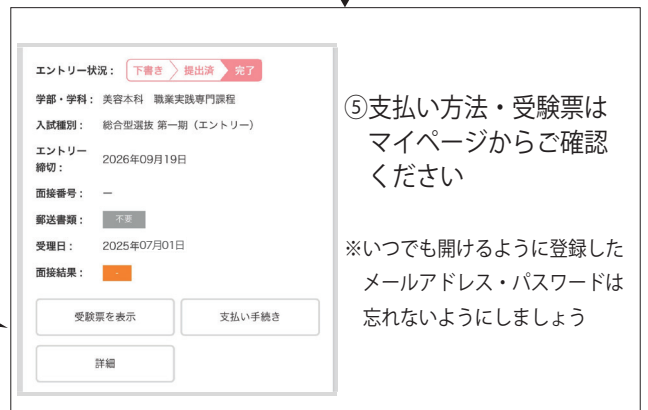 エントリー状況： 下書き 提出済 完了
学部・学科： 美容本科　職業実践専門課程
入試種別： 総合型選抜 第一期（エントリー）
エントリー
締切： 2026年09月19日
面接番号： －
郵送書類： 不要
受理日： 2025年07月01日
面接結果： -
受験票を表示 支払い手続き
詳細
⑤支払い方法・受験票は
マイページからご確認
ください
※いつでも開けるように登録した
メールアドレス・パスワードは
忘れないようにしましょう